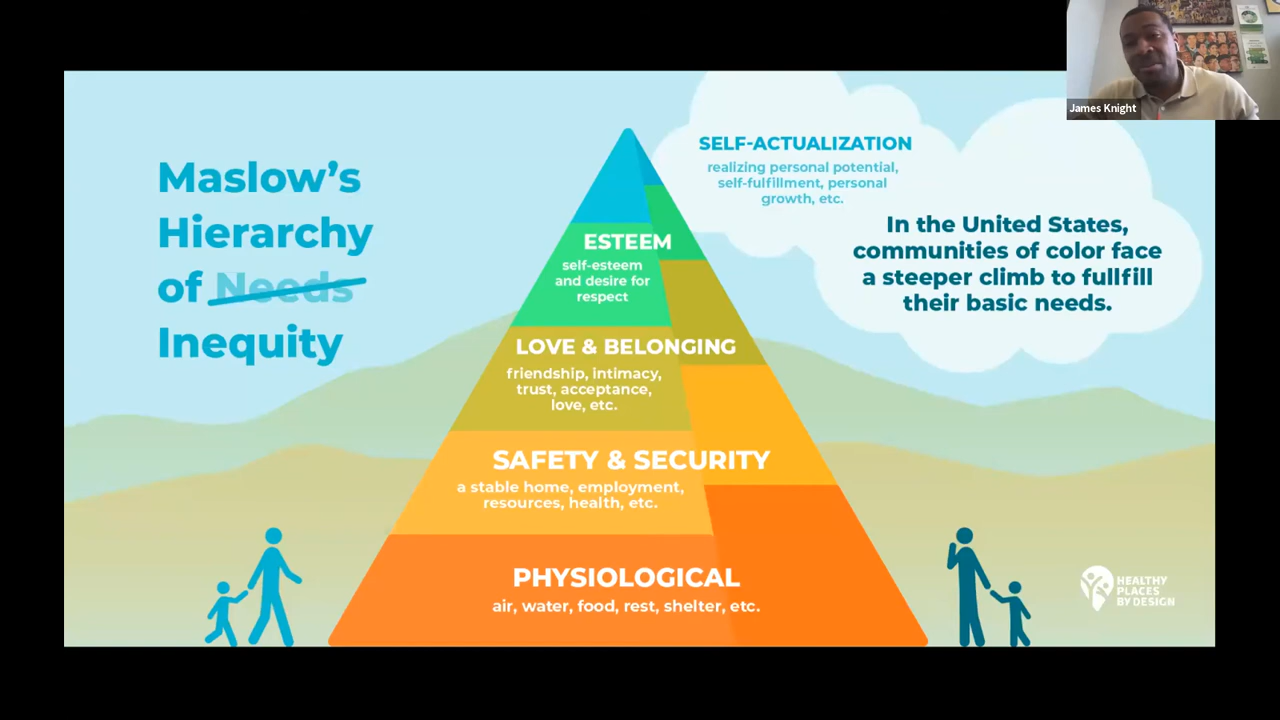 James Knight
Maslow's
Hierarchy
of Needs
Inequity
SELF-ACTUALIZATION
realizing personal potential,
self-fulfillment, personal
growth, etc.
In the United States,
communities of color face
a steeper climb to fullfill
their basic needs.
ESTEEM
self-esteem
and desire for
respect
LOVE & BELONGING
friendship, intimacy,
trust, acceptance,
love, etc.
SAFETY & SECURITY
a stable home, employment,
resources, health, etc.
PHYSIOLOGICAL
air, water, food, rest, shelter, etc.
HEALTHY
PLACES
BY DESIGN